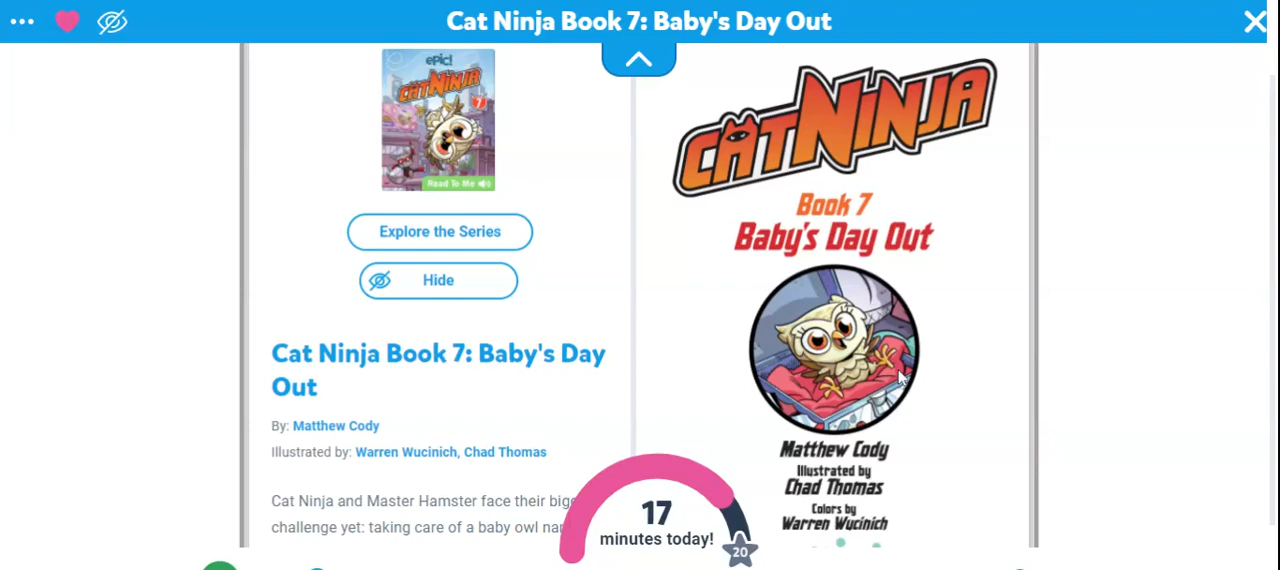 Cat Ninja Book 7: Baby's Day Out
epic!
CAT NINJA
7
Read To Me
Explore the Series
Hide
Cat Ninja Book 7: Baby's Day
Out
By: Matthew Cody
Illustrated by: Warren Wucinich, Chad Thomas
Cat Ninja and Master Hamster face their
challenge yet: taking care of a baby owl
CAT NINJA
Book 7
Baby's Day Out
Matthew Cody
Illustrated by
Chad Thomas
Colors by
Warren Wucinich
17
minutes today!
20